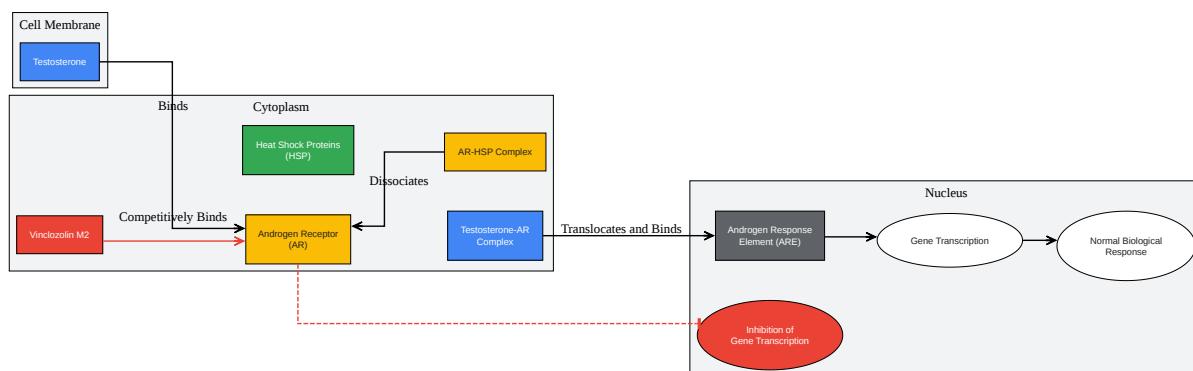 Cell Membrane
Testosterone
Binds
Cytoplasm
Heat Shock Proteins
(HSP)
AR-HSP Complex
Dissociates
Vinclozolin M2
Competitively Binds
Androgen Receptor
(AR)
Testosterone-AR
Complex
Translocates and Binds
Nucleus
Androgen Response
Element (ARE)
Gene Transcription
Normal Biological
Response
Inhibition of
Gene Transcription